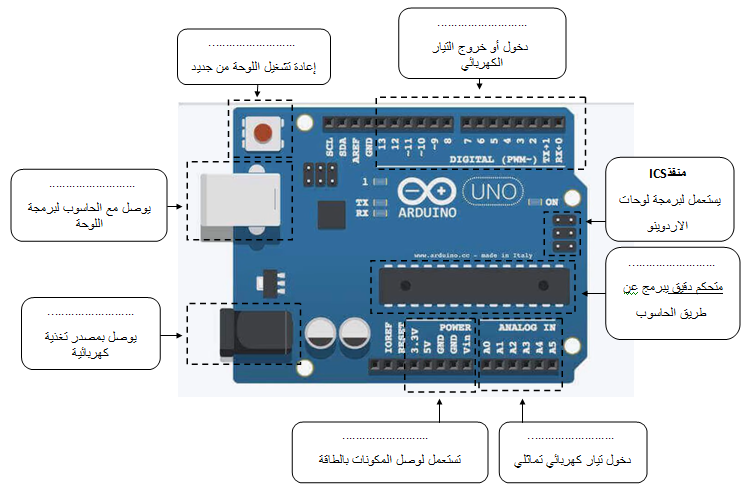 ............................
دخول أو خروج التيار
الكهربائي
............................
إعادة تشغيل اللوحة من جديد
............................
يوصل مع الحاسوب لبرمجة
اللوحة
............................
يوصل بمصدر تغذية
كهربائية
منفذICS
يستعمل لبرمجة لوحات
الاردوينو
............................
متحكم دقيق يبرمج عن
طريق الحاسوب
............................
تستعمل لوصل المكونات بالطاقة
............................
دخول تيار كهربائي تماثلي
SCL SDA AREF GND 13 12 ~11 ~10 ~9 8 7 6 5 4 3 2 TX→1 RX←0
DIGITAL (PWM~)
1
UNO
ON
TX
RX
ARDUINO
www.arduino.cc - made in Italy
POWER ANALOG IN
IOREF RESET 3.3V 5V GND GND Vin A0 A1 A2 A3 A4 A5